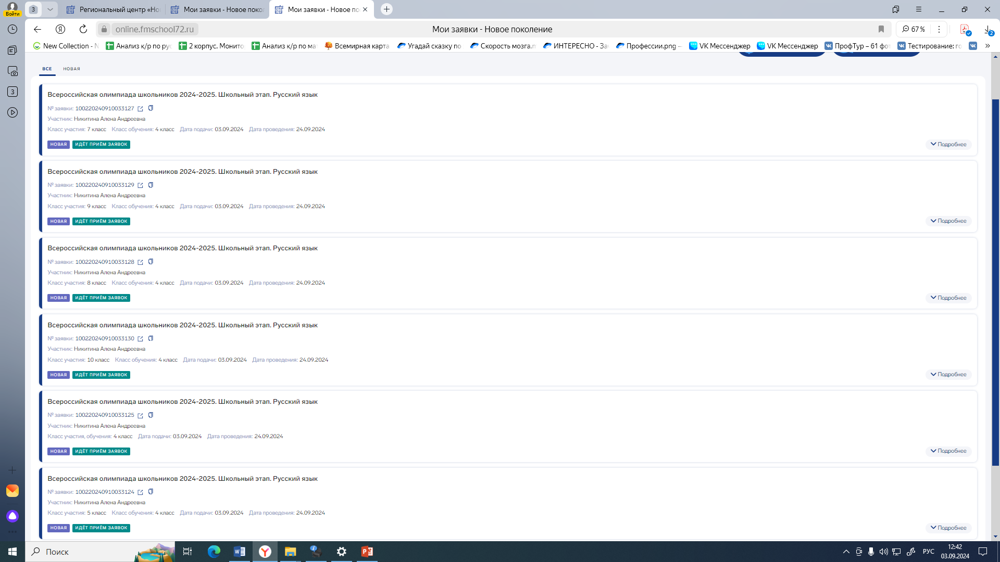 Войти
3
Региональный центр «Но
Мои заявки - Новое покол
Мои заявки - Новое по
online.fmschool72.ru
Мои заявки - Новое поколение
67 %
2
New Collection - N
Анализ к/р по рус
2 корпус. Монито
Анализ к/р по ма
Всемирная карта
Угадай сказку по
Скорость мозга.m
ИНТЕРЕСНО - За
Профессии.png –
VK Мессенджер
VK Мессенджер
ПрофТур – 61 фот
Тестирование: го
»
3
ВСЕ НОВАЯ
Всероссийская олимпиада школьников 2024-2025. Школьный этап. Русский язык
№ заявки: 100220240910033127
Участник: Никитина Алена Андреевна
Класс участия: 7 класс Класс обучения: 4 класс Дата подачи: 03.09.2024 Дата проведения: 24.09.2024
НОВАЯ ИДЁТ ПРИЁМ ЗАЯВОК Подробнее
Всероссийская олимпиада школьников 2024-2025. Школьный этап. Русский язык
№ заявки: 100220240910033129
Участник: Никитина Алена Андреевна
Класс участия: 9 класс Класс обучения: 4 класс Дата подачи: 03.09.2024 Дата проведения: 24.09.2024
НОВАЯ ИДЁТ ПРИЁМ ЗАЯВОК Подробнее
Всероссийская олимпиада школьников 2024-2025. Школьный этап. Русский язык
№ заявки: 100220240910033128
Участник: Никитина Алена Андреевна
Класс участия: 8 класс Класс обучения: 4 класс Дата подачи: 03.09.2024 Дата проведения: 24.09.2024
НОВАЯ ИДЁТ ПРИЁМ ЗАЯВОК Подробнее
Всероссийская олимпиада школьников 2024-2025. Школьный этап. Русский язык
№ заявки: 100220240910033130
Участник: Никитина Алена Андреевна
Класс участия: 10 класс Класс обучения: 4 класс Дата подачи: 03.09.2024 Дата проведения: 24.09.2024
НОВАЯ ИДЁТ ПРИЁМ ЗАЯВОК Подробнее
Всероссийская олимпиада школьников 2024-2025. Школьный этап. Русский язык
№ заявки: 100220240910033125
Участник: Никитина Алена Андреевна
Класс участия, обучения: 4 класс Дата подачи: 03.09.2024 Дата проведения: 24.09.2024
НОВАЯ ИДЁТ ПРИЁМ ЗАЯВОК Подробнее
Всероссийская олимпиада школьников 2024-2025. Школьный этап. Русский язык
№ заявки: 100220240910033124
Участник: Никитина Алена Андреевна
Класс участия: 5 класс Класс обучения: 4 класс Дата подачи: 03.09.2024 Дата проведения: 24.09.2024
НОВАЯ ИДЁТ ПРИЁМ ЗАЯВОК Подробнее
Поиск
РУС
12:42
03.09.2024